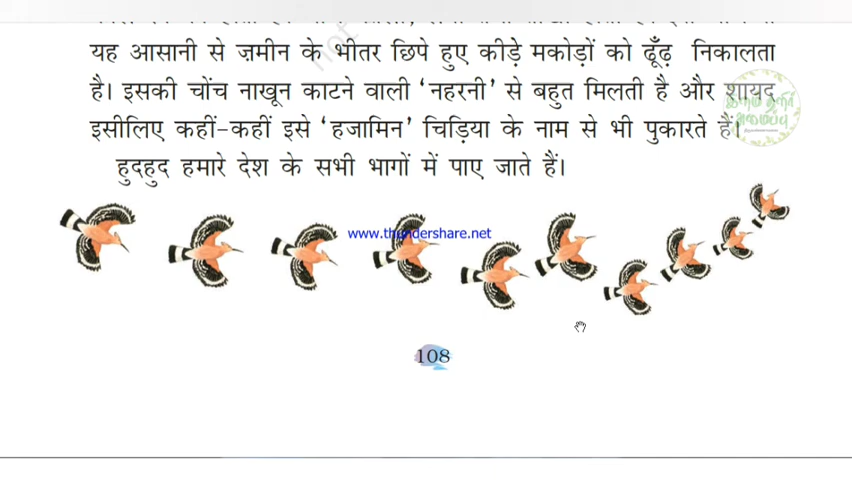 यह आसानी से ज़मीन के भीतर छिपे हुए कीड़े मकोड़ों को ढूँढ़ निकालता
है। इसकी चोंच नाखून काटने वाली ‘नहरनी’ से बहुत मिलती है और शायद
इसीलिए कहीं-कहीं इसे ‘हजामिन’ चिड़िया के नाम से भी पुकारते हैं।
हुदहुद हमारे देश के सभी भागों में पाए जाते हैं।
www.thundershare.net
108